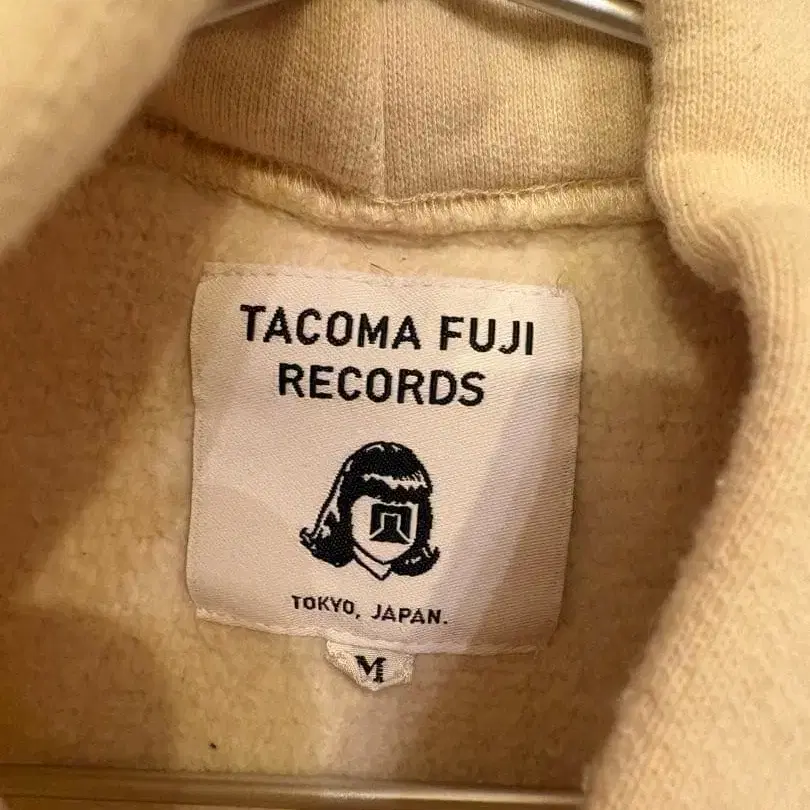 TACOMA FUJI
RECORDS
TOKYO, JAPAN.
M